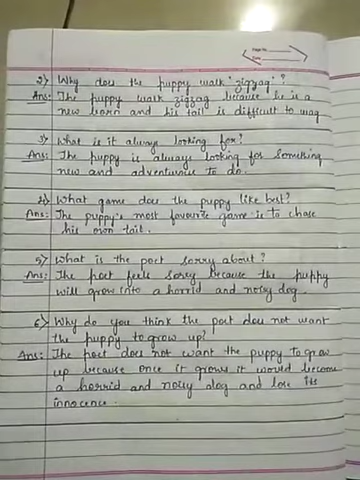 Page No.
Date
2) Why does the puppy walk 'zigzag'?
Ans: The puppy walk zigzag because he is a
new born and his tail is difficult to wag
3) What is it always looking for?
Ans: The puppy is always looking for something
new and adventurous to do.
4) What game does the puppy like best?
Ans: The puppy's most favourite game is to chase
his own tail.
5) What is the poet sorry about?
Ans: The poet feels sorry because the puppy
will grow into a horrid and noisy dog.
6) Why do you think the poet does not want
the puppy to grow up?
Ans: The poet does not want the puppy to grow
up because once it grows it would become
a horrid and noisy dog and lose its
innocence.